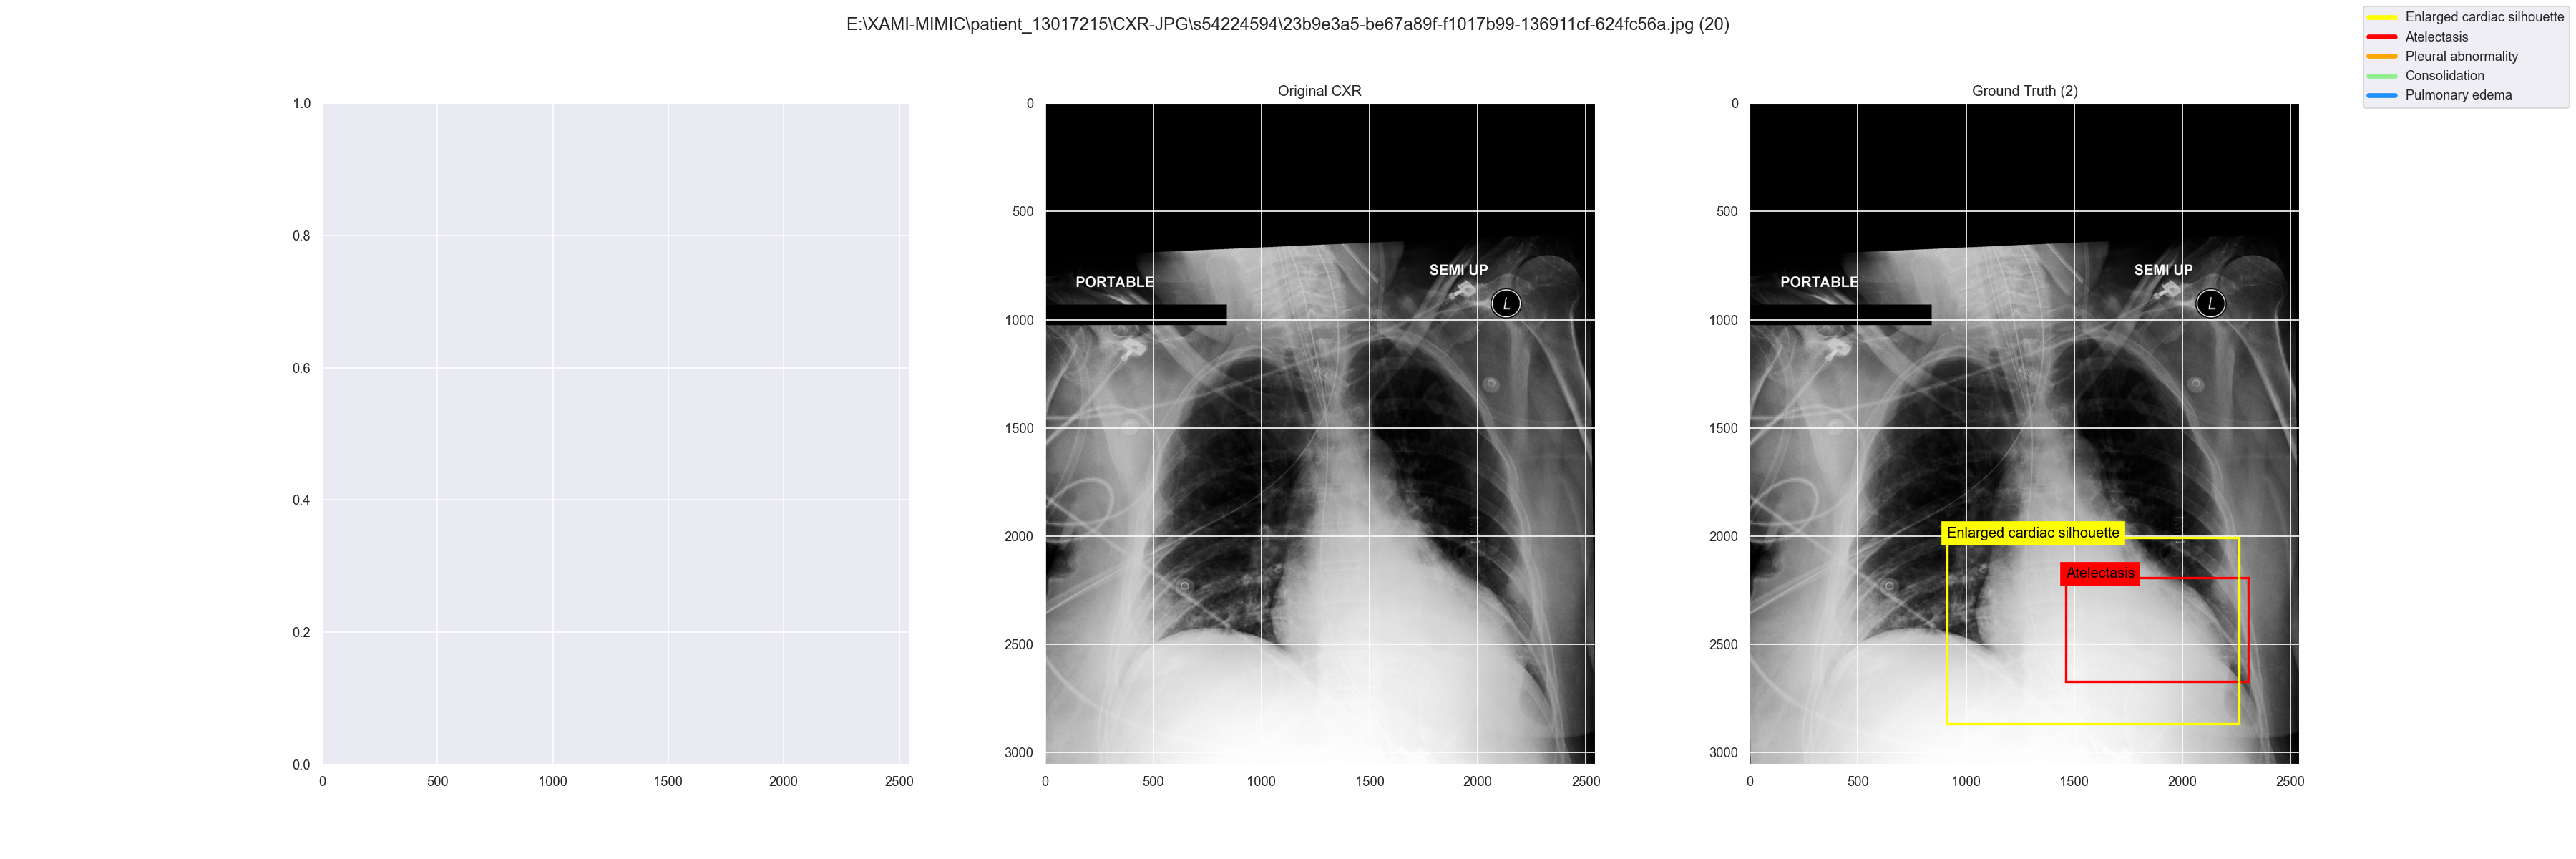 E:\XAMI-MIMIC\patient_13017215\CXR-JPG\s54224594\23b9e3a5-be67a89f-f1017b99-136911cf-624fc56a.jpg (20)
Enlarged cardiac silhouette
Atelectasis
Pleural abnormality
Consolidation
Pulmonary edema
1.0
0.8
0.6
0.4
0.2
0.0
0 500 1000 1500 2000 2500
Original CXR
0
500
1000
1500
2000
2500
3000
PORTABLE
SEMI UP
L
0 500 1000 1500 2000 2500
Ground Truth (2)
0
500
1000
1500
2000
2500
3000
PORTABLE
SEMI UP
L
Enlarged cardiac silhouette
Atelectasis
0 500 1000 1500 2000 2500